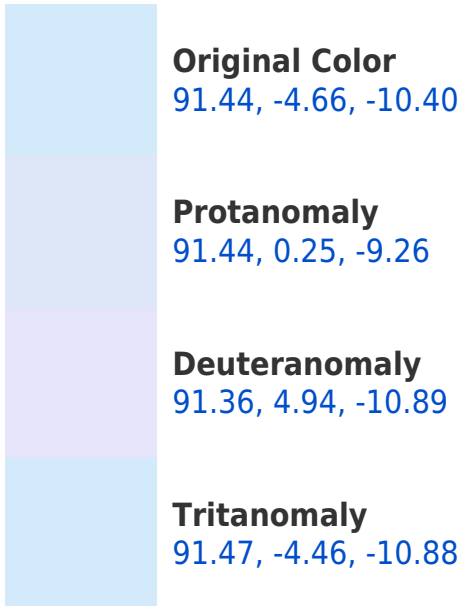 Original Color
91.44, -4.66, -10.40
Protanomaly
91.44, 0.25, -9.26
Deuteranomaly
91.36, 4.94, -10.89
Tritanomaly
91.47, -4.46, -10.88